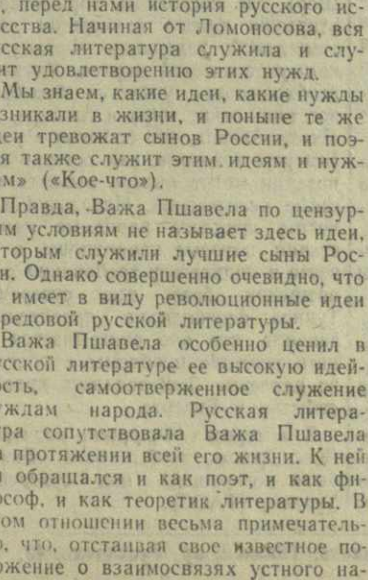 , перед нами история русского ис-
сства. Начиная от Ломоносова, вся
сская литература служила и слу-
ит удовлетворению этих нужд.
Мы знаем, какие идеи, какие нужды
зникали в жизни, и поныне те же
деи тревожат сынов России, и поэ-
я также служит этим идеям и нуж-
м» («Кое-что»).
Правда, Важа Пшавела по цензур-
ым условиям не называет здесь идеи,
торым служили лучшие сыны Рос-
и. Однако совершенно очевидно, что
имеет в виду революционные идеи
редовой русской литературы.
Важа Пшавела особенно ценил в
усской литературе ее высокую идей-
ость, самоотверженное служение
уждам народа. Русская литера-
ра сопутствовала Важа Пшавела
а протяжении всей его жизни. К ней
н обращался и как поэт, и как фи-
ософ, и как теоретик литературы. В
ом отношении весьма примечатель-
о, что, отстаивая свое известное по-
ожение о взаимосвязях устного на-